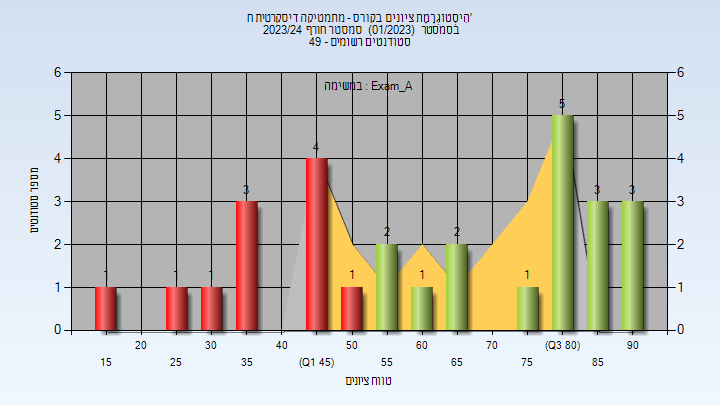 היסטוגרמת ציונים בקורס - מתמטיקה דיסקרטית ח'
בסמסטר (01/2023) סמסטר חורף 2023/24
סטודנטים רשומים - 49
במשימה : Exam_A
6 6
5 5
4 4
3 3
2 2
1 1
0 0
1 1 1 3 4 1 2 1 2 1 5 3 3
מספר סטודנטים
20 30 40 50 60 70 (Q3 80) 90
15 25 35 (Q1 45) 55 65 75 85
טווח ציונים